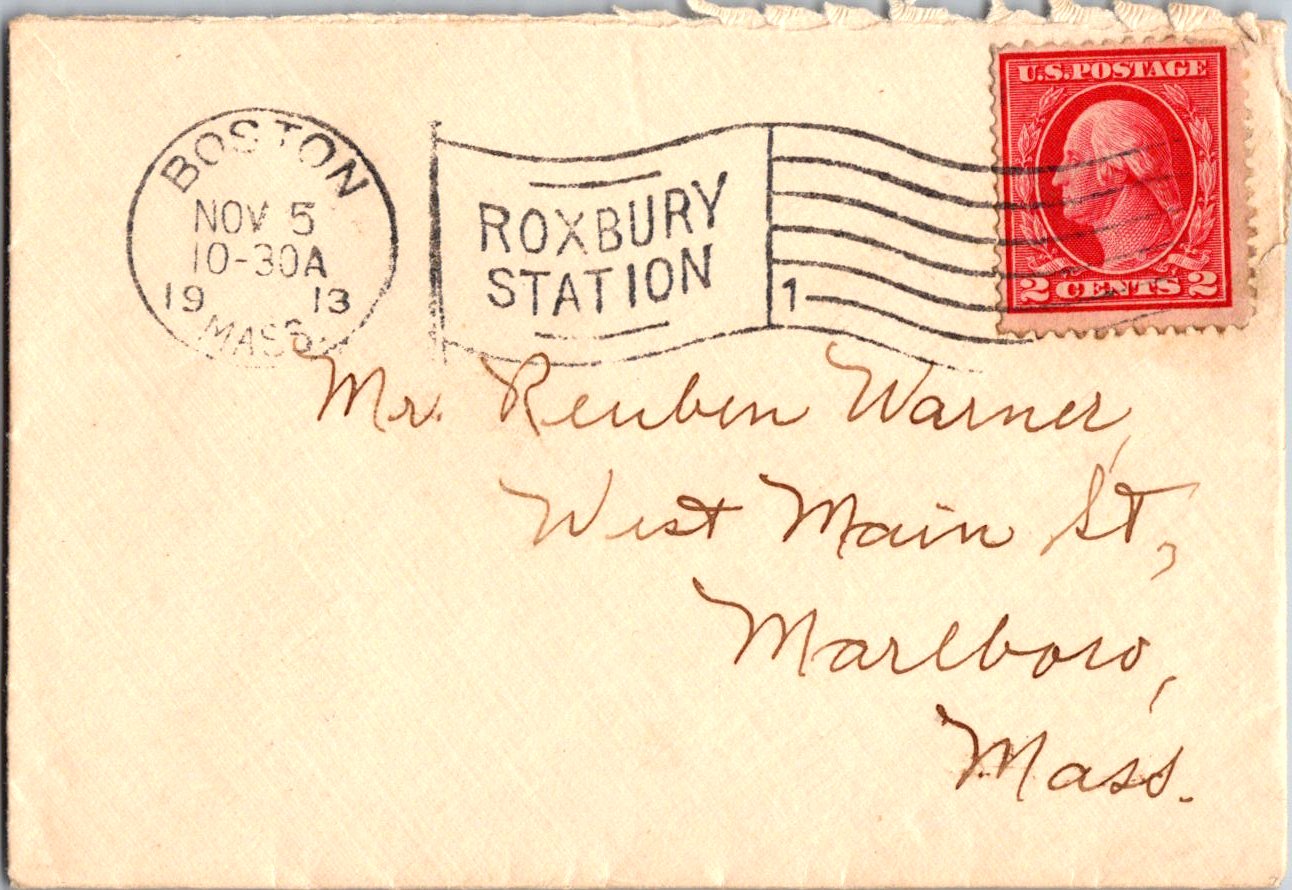 BOSTON
NOV 5
10-30A
19 13
MASS.
ROXBURY
STATION
1
U.S. POSTAGE
2 CENTS 2
Mr. Reuben Warner,
West Main St,
Marlboro,
Mass.